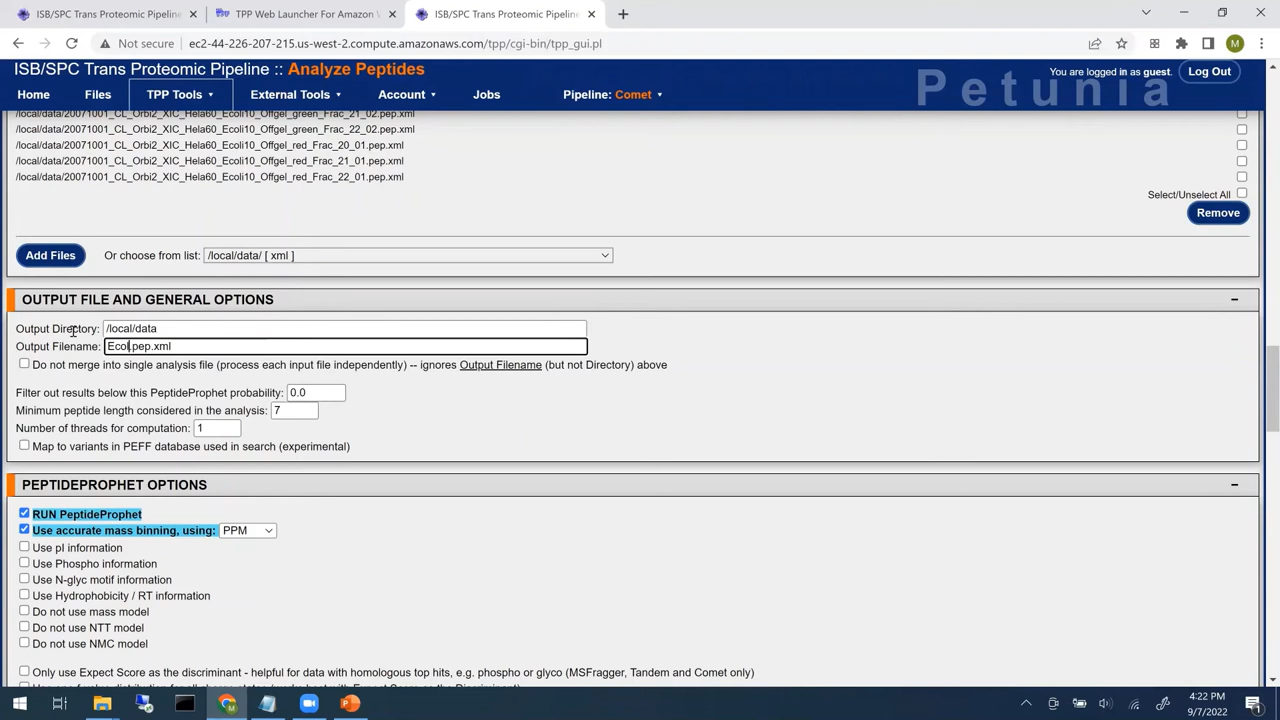 ISB/SPC Trans Proteomic Pipeline
TPP Web Launcher For Amazon
ISB/SPC Trans Proteomic Pipeline
Not secure
ec2-44-226-207-215.us-west-2.compute.amazonaws.com/tpp/cgi-bin/tpp_gui.pl
M
ISB/SPC Trans Proteomic Pipeline :: Analyze Peptides
You are logged in as guest.
Log Out
Petunia
Home Files TPP Tools External Tools Account Jobs Pipeline: Comet
/local/data/20071001_CL_Orbi2_XIC_Hela60_Ecoli10_Offgel_green_Frac_21_02.pep.xml
/local/data/20071001_CL_Orbi2_XIC_Hela60_Ecoli10_Offgel_green_Frac_22_02.pep.xml
/local/data/20071001_CL_Orbi2_XIC_Hela60_Ecoli10_Offgel_red_Frac_20_01.pep.xml
/local/data/20071001_CL_Orbi2_XIC_Hela60_Ecoli10_Offgel_red_Frac_21_01.pep.xml
/local/data/20071001_CL_Orbi2_XIC_Hela60_Ecoli10_Offgel_red_Frac_22_01.pep.xml
Select/Unselect All
Remove
Add Files Or choose from list: /local/data/ [ xml ]
OUTPUT FILE AND GENERAL OPTIONS
Output Directory: /local/data
Output Filename: Ecol.pep.xml
Do not merge into single analysis file (process each input file independently) -- ignores Output Filename (but not Directory) above
Filter out results below this PeptideProphet probability: 0.0
Minimum peptide length considered in the analysis: 7
Number of threads for computation: 1
Map to variants in PEFF database used in search (experimental)
PEPTIDEPROPHET OPTIONS
RUN PeptideProphet
Use accurate mass binning, using: PPM
Use pI information
Use Phospho information
Use N-glyc motif information
Use Hydrophobicity / RT information
Do not use mass model
Do not use NTT model
Do not use NMC model
Only use Expect Score as the discriminant - helpful for data with homologous top hits, e.g. phospho or glyco (MSFragger, Tandem and Comet only)
4:22 PM
9/7/2022
1